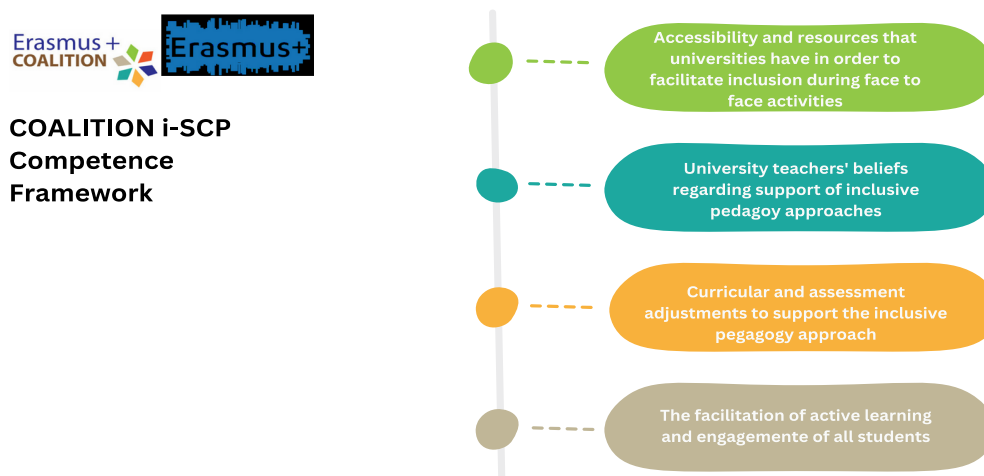 Erasmus +
COALITION
Erasmus+
COALITION i-SCP
Competence
Framework
Accessibility and resources that
universities have in order to
facilitate inclusion during face to
face activities
University teachers' beliefs
regarding support of inclusive
pedagoy approaches
Curricular and assessment
adjustments to support the inclusive
pegagogy approach
The facilitation of active learning
and engagemente of all students